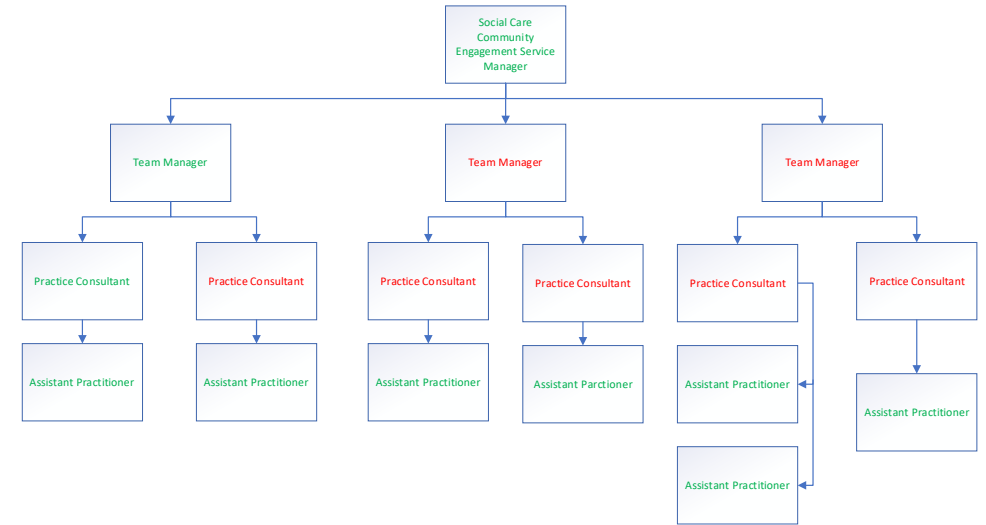 Social Care
Community
Engagement Service
Manager
Team Manager
Team Manager
Team Manager
Practice Consultant
Practice Consultant
Practice Consultant
Practice Consultant
Practice Consultant
Practice Consultant
Assistant Practitioner
Assistant Practitioner
Assistant Practitioner
Assistant Parctioner
Assistant Practitioner
Assistant Practitioner
Assistant Practitioner